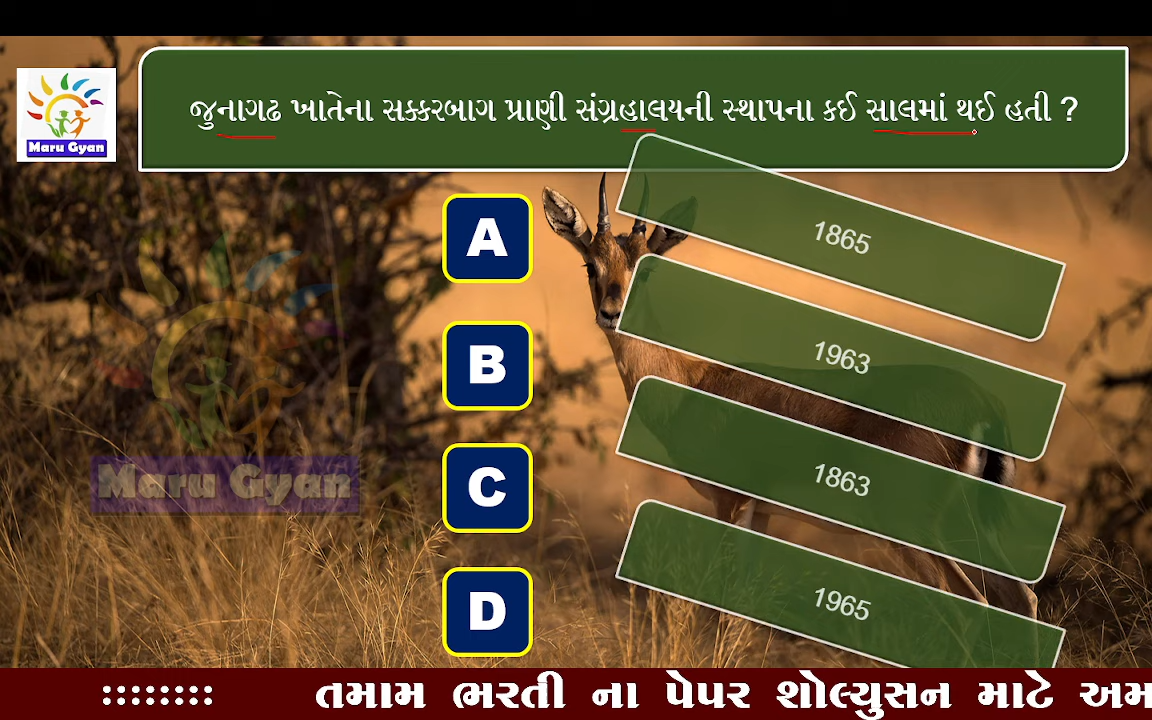 જુનાગઢ ખાતેના સક્કરબાગ પ્રાણી સંગ્રહાલયની સ્થાપના કઈ સાલમાં થઈ હતી ?
Maru Gyan
A
1865
B
1963
C
1863
Maru Gyan
D
1965
તમામ ભરતી ના પેપર શોલ્યુસન માટે અમ